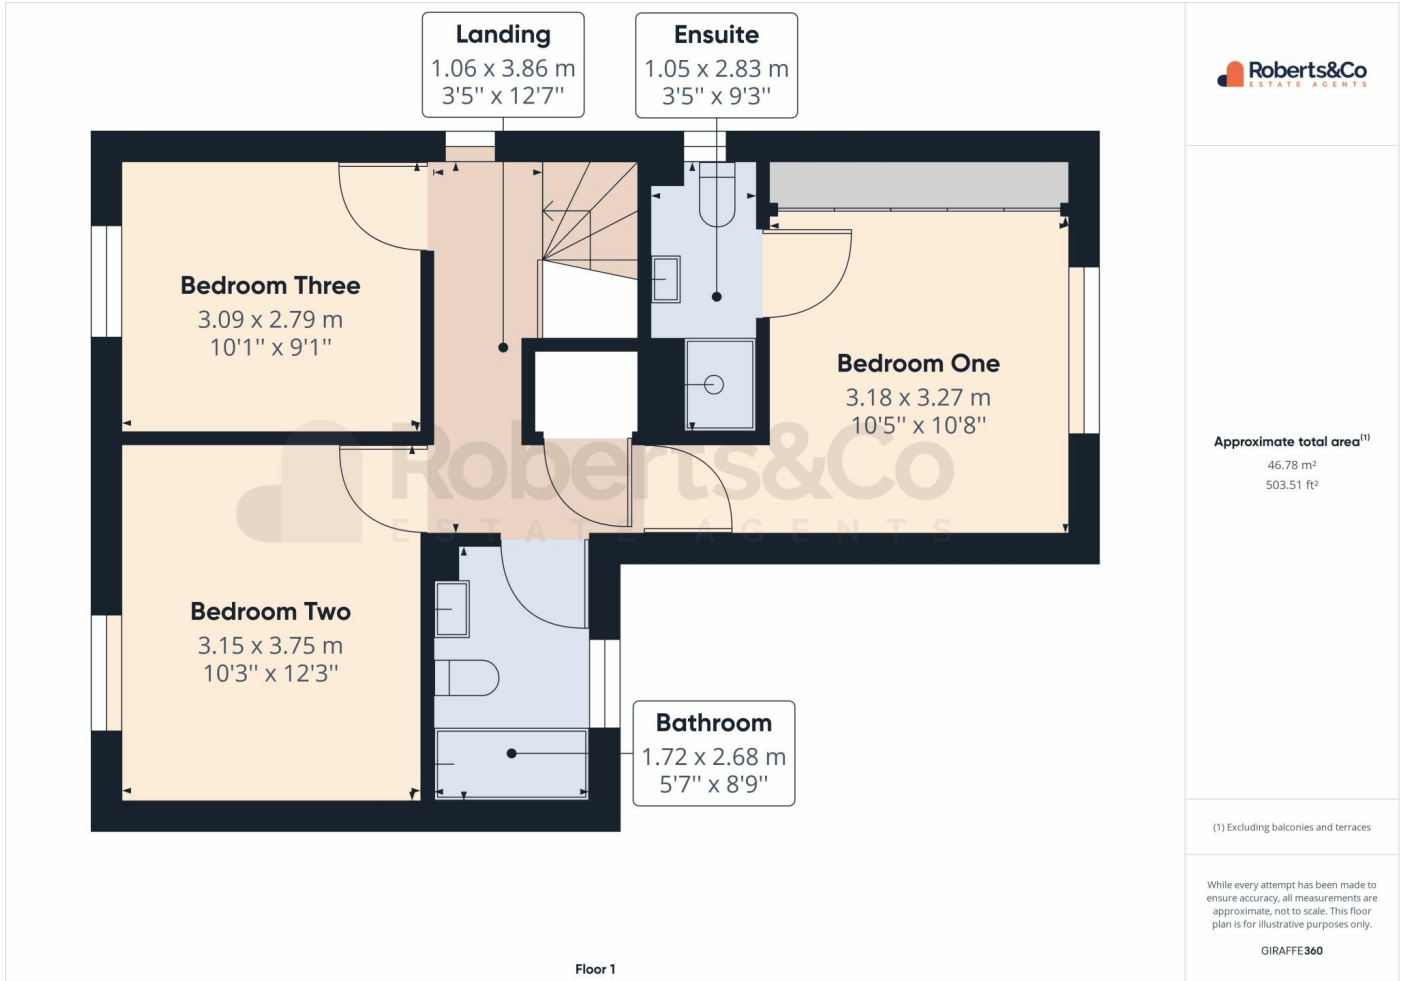 Landing
1.06 x 3.86 m
3'5'' x 12'7''
Ensuite
1.05 x 2.83 m
3'5'' x 9'3''
Roberts&Co
ESTATE AGENTS
Bedroom Three
3.09 x 2.79 m
10'1'' x 9'1''
Bedroom One
3.18 x 3.27 m
10'5'' x 10'8''
Roberts&Co
ESTATE AGENTS
Approximate total area(1)
46.78 m²
503.51 ft²
Bedroom Two
3.15 x 3.75 m
10'3'' x 12'3''
Bathroom
1.72 x 2.68 m
5'7'' x 8'9''
(1) Excluding balconies and terraces
While every attempt has been made to
ensure accuracy, all measurements are
approximate, not to scale. This floor
plan is for illustrative purposes only.
GIRAFFE360
Floor 1